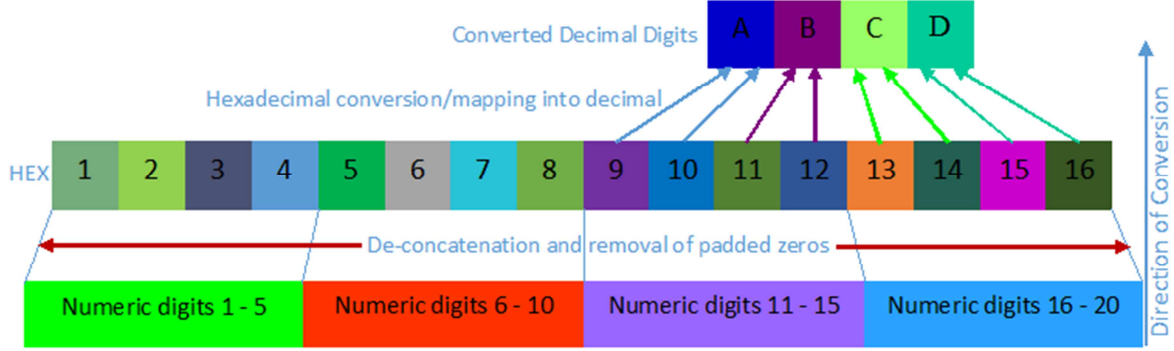 Converted Decimal Digits A B C D
Hexadecimal conversion/mapping into decimal
HEX 1 2 3 4 5 6 7 8 9 10 11 12 13 14 15 16
De-concatenation and removal of padded zeros
Numeric digits 1 - 5 Numeric digits 6 - 10 Numeric digits 11 - 15 Numeric digits 16 - 20
Direction of Conversion